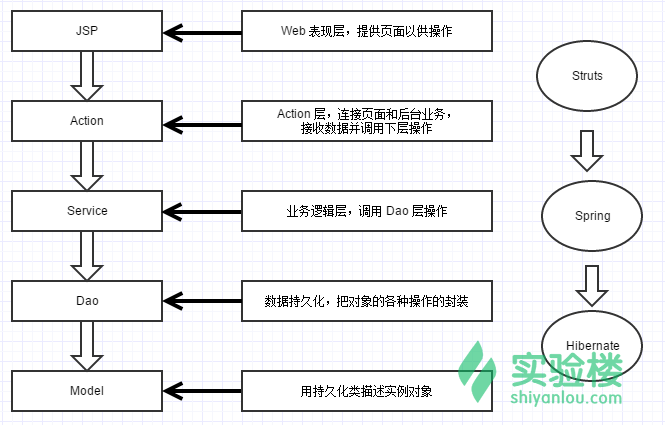 JSP
Web 表现层，提供页面以供操作
Struts
Action
Action 层，连接页面和后台业务，
接收数据并调用下层操作
Service
业务逻辑层，调用 Dao 层操作
Spring
Dao
数据持久化，把对象的各种操作的封装
Hibernate
Model
用持久化类描述实例对象
实验楼
shiyanlou.com